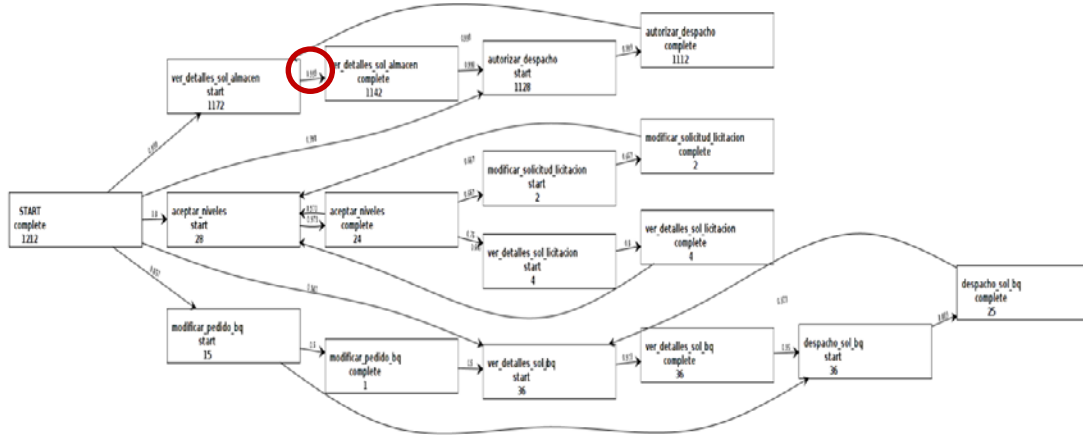 ver_detalles_sol_almacen
start
1172
ver_detalles_sol_almacen
complete
1142
autorizar_despacho
start
1128
autorizar_despacho
complete
1112
START
complete
1212
aceptar_niveles
start
28
aceptar_niveles
complete
24
modificar_solicitud_licitacion
start
2
modificar_solicitud_licitacion
complete
2
ver_detalles_sol_licitacion
start
4
ver_detalles_sol_licitacion
complete
4
modificar_pedido_bq
start
15
modificar_pedido_bq
complete
1
ver_detalles_sol_bq
start
36
ver_detalles_sol_bq
complete
36
despacho_sol_bq
start
36
despacho_sol_bq
complete
25